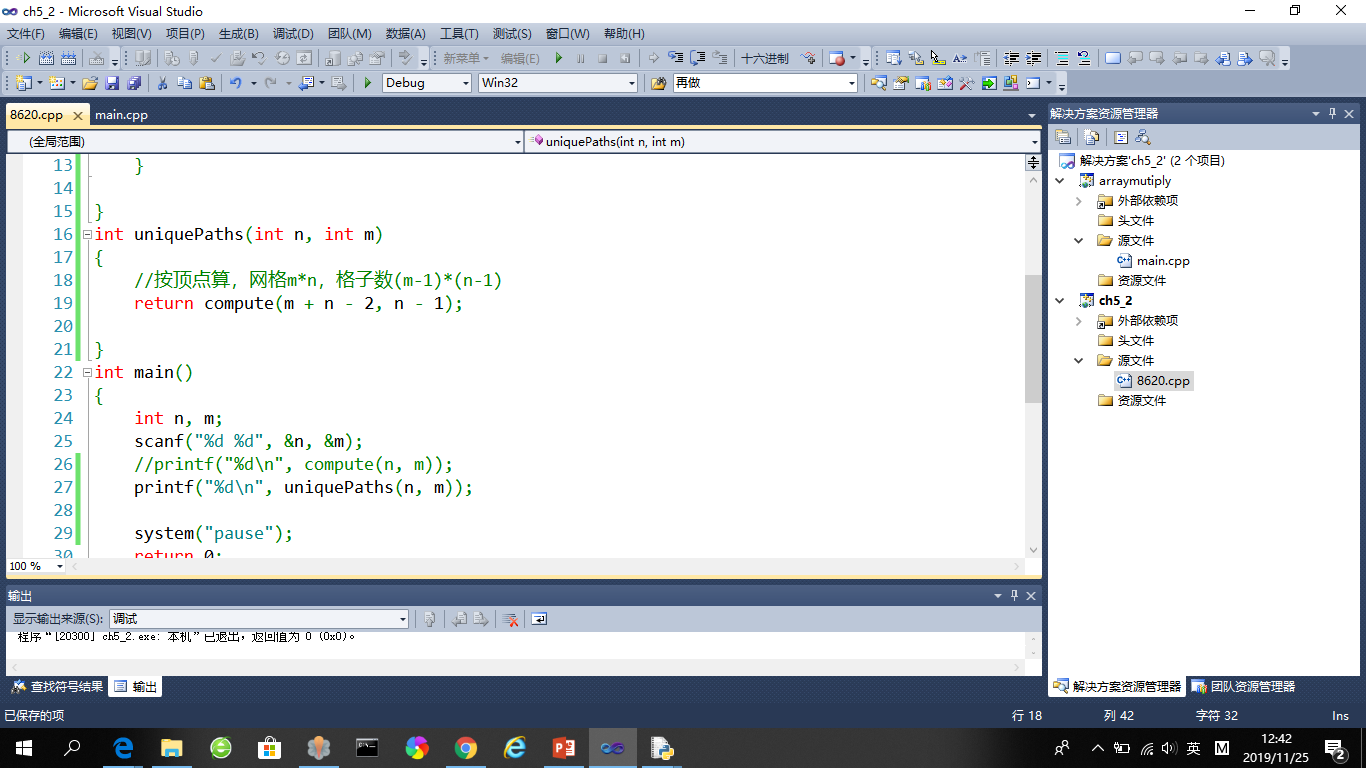 ch5_2 - Microsoft Visual Studio
文件(F) 编辑(E) 视图(V) 项目(P) 生成(B) 调试(D) 团队(M) 数据(A) 工具(T) 测试(S) 窗口(W) 帮助(H)
新建菜单 编辑(E) 十六进制
Debug Win32 再做
8620.cpp main.cpp
(全局范围) uniquePaths(int n, int m)
13 }
14
15 }
16 int uniquePaths(int n, int m)
17 {
18 //按顶点算，网格m*n，格子数(m-1)*(n-1)
19 return compute(m + n - 2, n - 1);
20
21 }
22 int main()
23 {
24 int n, m;
25 scanf("%d %d", &n, &m);
26 //printf("%d\n", compute(n, m));
27 printf("%d\n", uniquePaths(n, m));
28
29 system("pause");
30 return 0;
100 %
输出
显示输出来源(S): 调试
程序“[20300] ch5_2.exe: 本机”已退出，返回值为 0 (0x0)。
查找符号结果 输出
解决方案资源管理器
解决方案'ch5_2' (2 个项目)
arraymutiply
外部依赖项
头文件
源文件
main.cpp
资源文件
ch5_2
外部依赖项
头文件
源文件
8620.cpp
资源文件
解决方案资源管理器 团队资源管理器
已保存的项 行 18 列 42 字符 32 Ins
英 M 12:42
2019/11/25 2